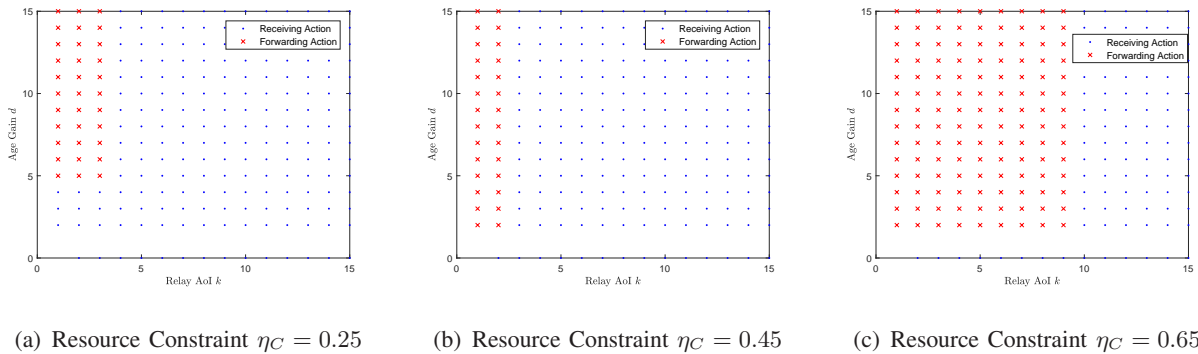 15
10
5
0
Age Gain d
0 5 10 15
Relay AoI k
Receiving Action
Forwarding Action
(a) Resource Constraint η_C = 0.25
15
10
5
0
Age Gain d
0 5 10 15
Relay AoI k
Receiving Action
Forwarding Action
(b) Resource Constraint η_C = 0.45
15
10
5
0
Age Gain d
0 5 10 15
Relay AoI k
Receiving Action
Forwarding Action
(c) Resource Constraint η_C = 0.65